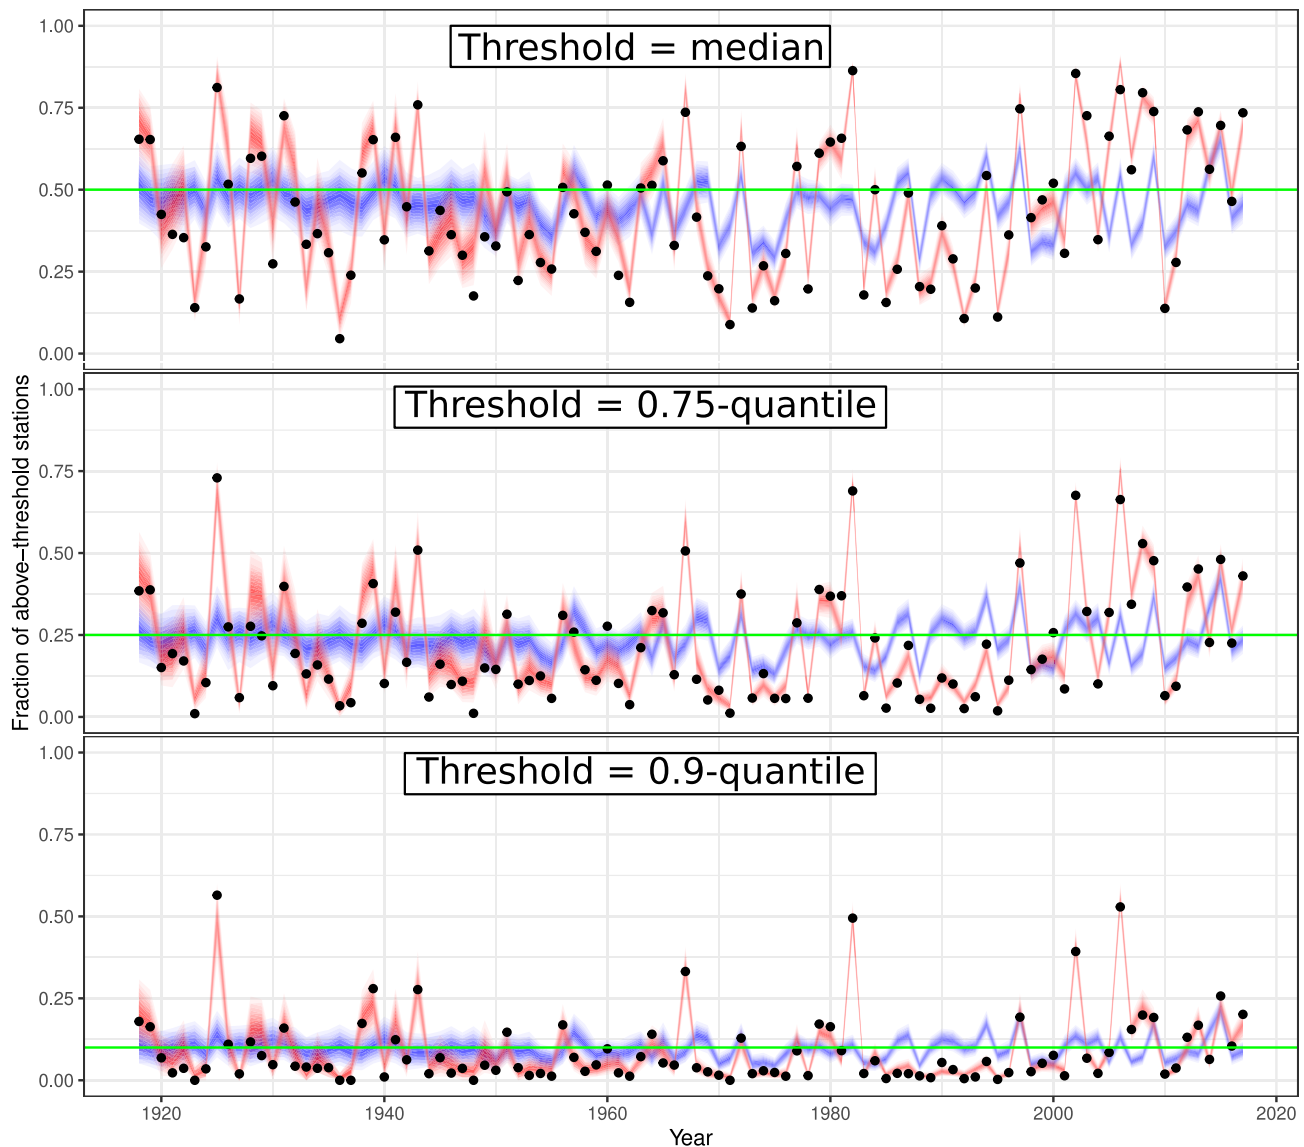 Threshold = median
1.00
0.75
0.50
0.25
0.00
Threshold = 0.75-quantile
1.00
0.75
0.50
0.25
0.00
Fraction of above−threshold stations
Threshold = 0.9-quantile
1.00
0.75
0.50
0.25
0.00
1920 1940 1960 1980 2000 2020
Year